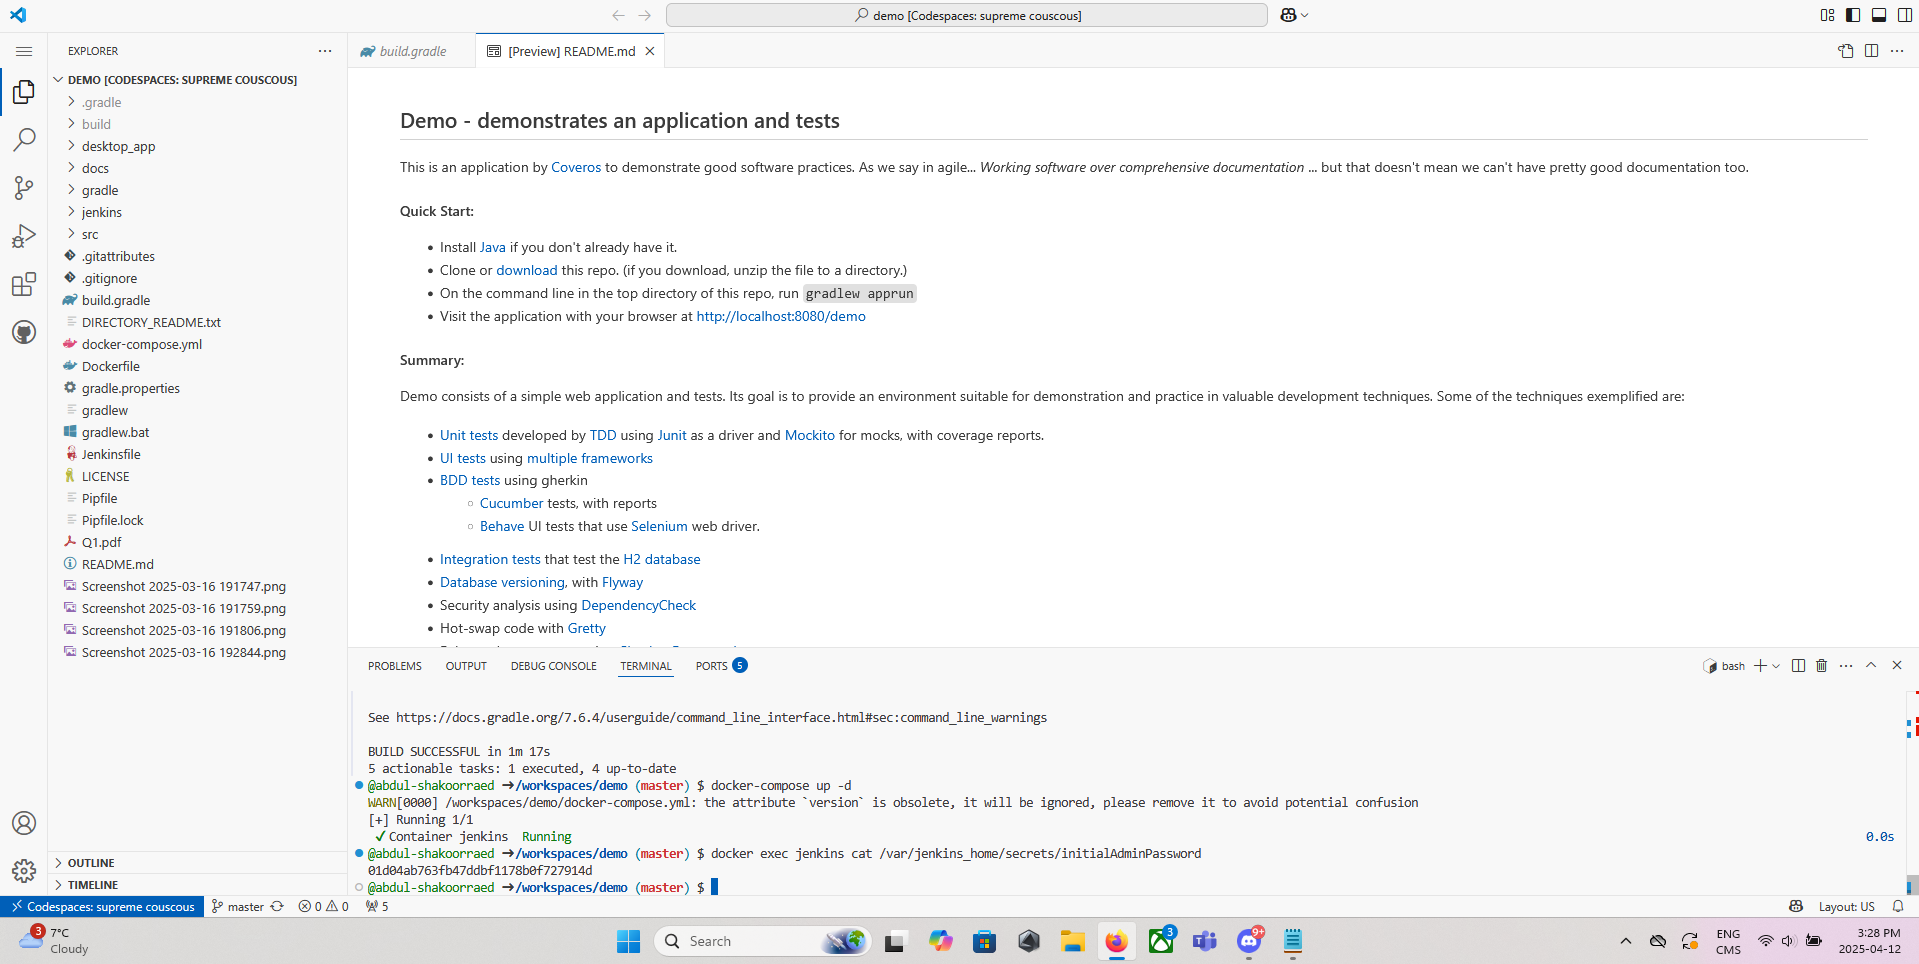 demo [Codespaces: supreme couscous]
EXPLORER
DEMO [CODESPACES: SUPREME COUSCOUS]
.gradle
build
desktop_app
docs
gradle
jenkins
src
.gitattributes
.gitignore
build.gradle
DIRECTORY_README.txt
docker-compose.yml
Dockerfile
gradle.properties
gradlew
gradlew.bat
Jenkinsfile
LICENSE
Pipfile
Pipfile.lock
Q1.pdf
README.md
Screenshot 2025-03-16 191747.png
Screenshot 2025-03-16 191759.png
Screenshot 2025-03-16 191806.png
Screenshot 2025-03-16 192844.png
OUTLINE
TIMELINE
build.gradle
[Preview] README.md
Demo - demonstrates an application and tests
This is an application by Coveros to demonstrate good software practices. As we say in agile... Working software over comprehensive documentation ... but that doesn't mean we can't have pretty good documentation too.
Quick Start:
• Install Java if you don't already have it.
• Clone or download this repo. (if you download, unzip the file to a directory.)
• On the command line in the top directory of this repo, run gradlew apprun
• Visit the application with your browser at http://localhost:8080/demo
Summary:
Demo consists of a simple web application and tests. Its goal is to provide an environment suitable for demonstration and practice in valuable development techniques. Some of the techniques exemplified are:
• Unit tests developed by TDD using Junit as a driver and Mockito for mocks, with coverage reports.
• UI tests using multiple frameworks
• BDD tests using gherkin
◦ Cucumber tests, with reports
◦ Behave UI tests that use Selenium web driver.
• Integration tests that test the H2 database
• Database versioning, with Flyway
• Security analysis using DependencyCheck
• Hot-swap code with Gretty
PROBLEMS OUTPUT DEBUG CONSOLE TERMINAL PORTS 5
bash
See https://docs.gradle.org/7.6.4/userguide/command_line_interface.html#sec:command_line_warnings
BUILD SUCCESSFUL in 1m 17s
5 actionable tasks: 1 executed, 4 up-to-date
@abdul-shakoorraed ➜/workspaces/demo (master) $ docker-compose up -d
WARN[0000] /workspaces/demo/docker-compose.yml: the attribute `version` is obsolete, it will be ignored, please remove it to avoid potential confusion
[+] Running 1/1
✔Container jenkins Running 0.0s
@abdul-shakoorraed ➜/workspaces/demo (master) $ docker exec jenkins cat /var/jenkins_home/secrets/initialAdminPassword
01d04ab763fb47ddbf1178b0f727914d
@abdul-shakoorraed ➜/workspaces/demo (master) $
Codespaces: supreme couscous master 0 0 5 Layout: US
3 7°C
Cloudy
Search
3
9+
ENG
CMS
3:28 PM
2025-04-12